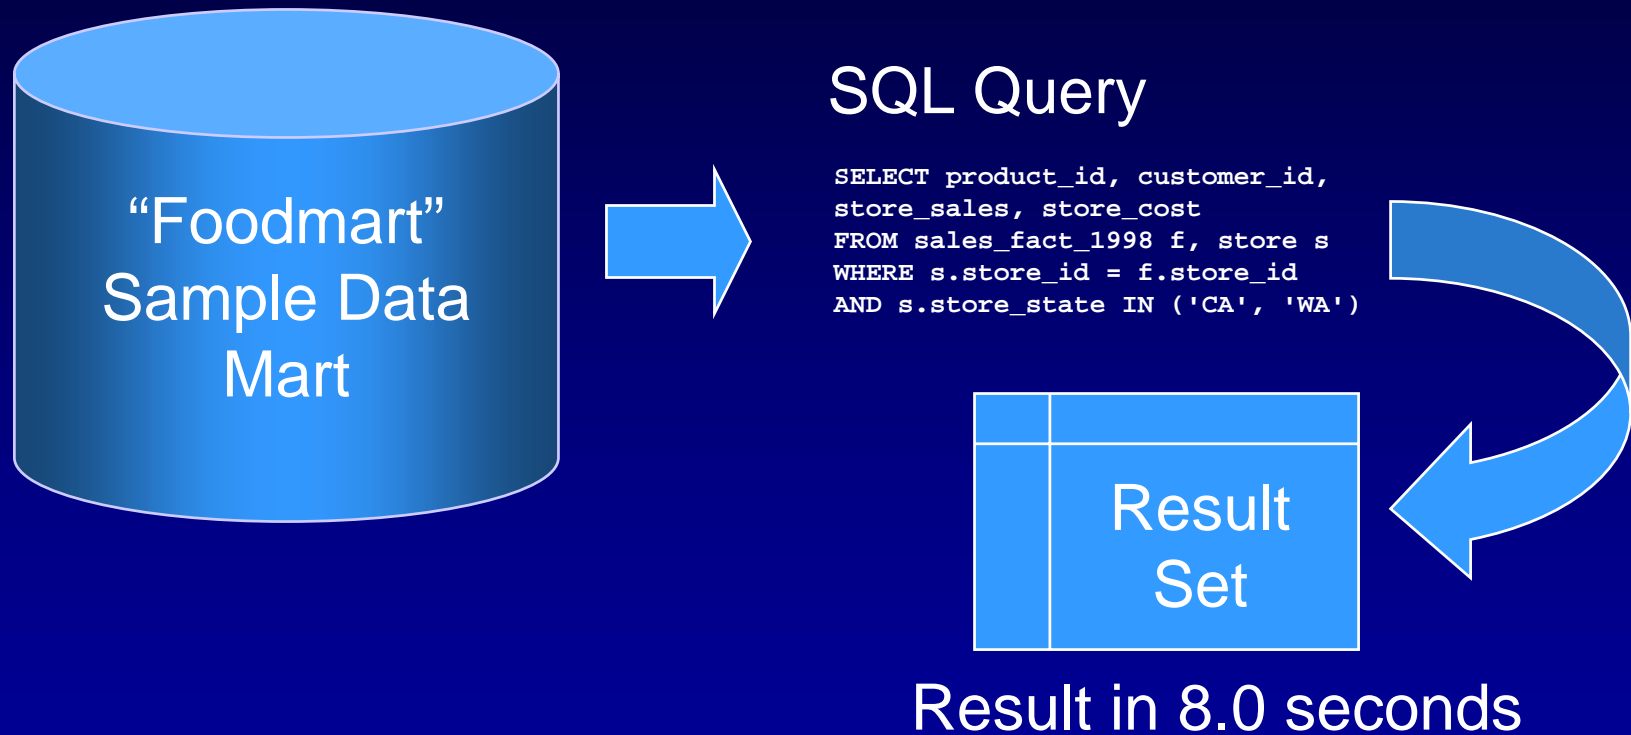 “Foodmart”
Sample Data
Mart
SQL Query
SELECT product_id, customer_id,
store_sales, store_cost
FROM sales_fact_1998 f, store s
WHERE s.store_id = f.store_id
AND s.store_state IN ('CA', 'WA')
Result
Set
Result in 8.0 seconds